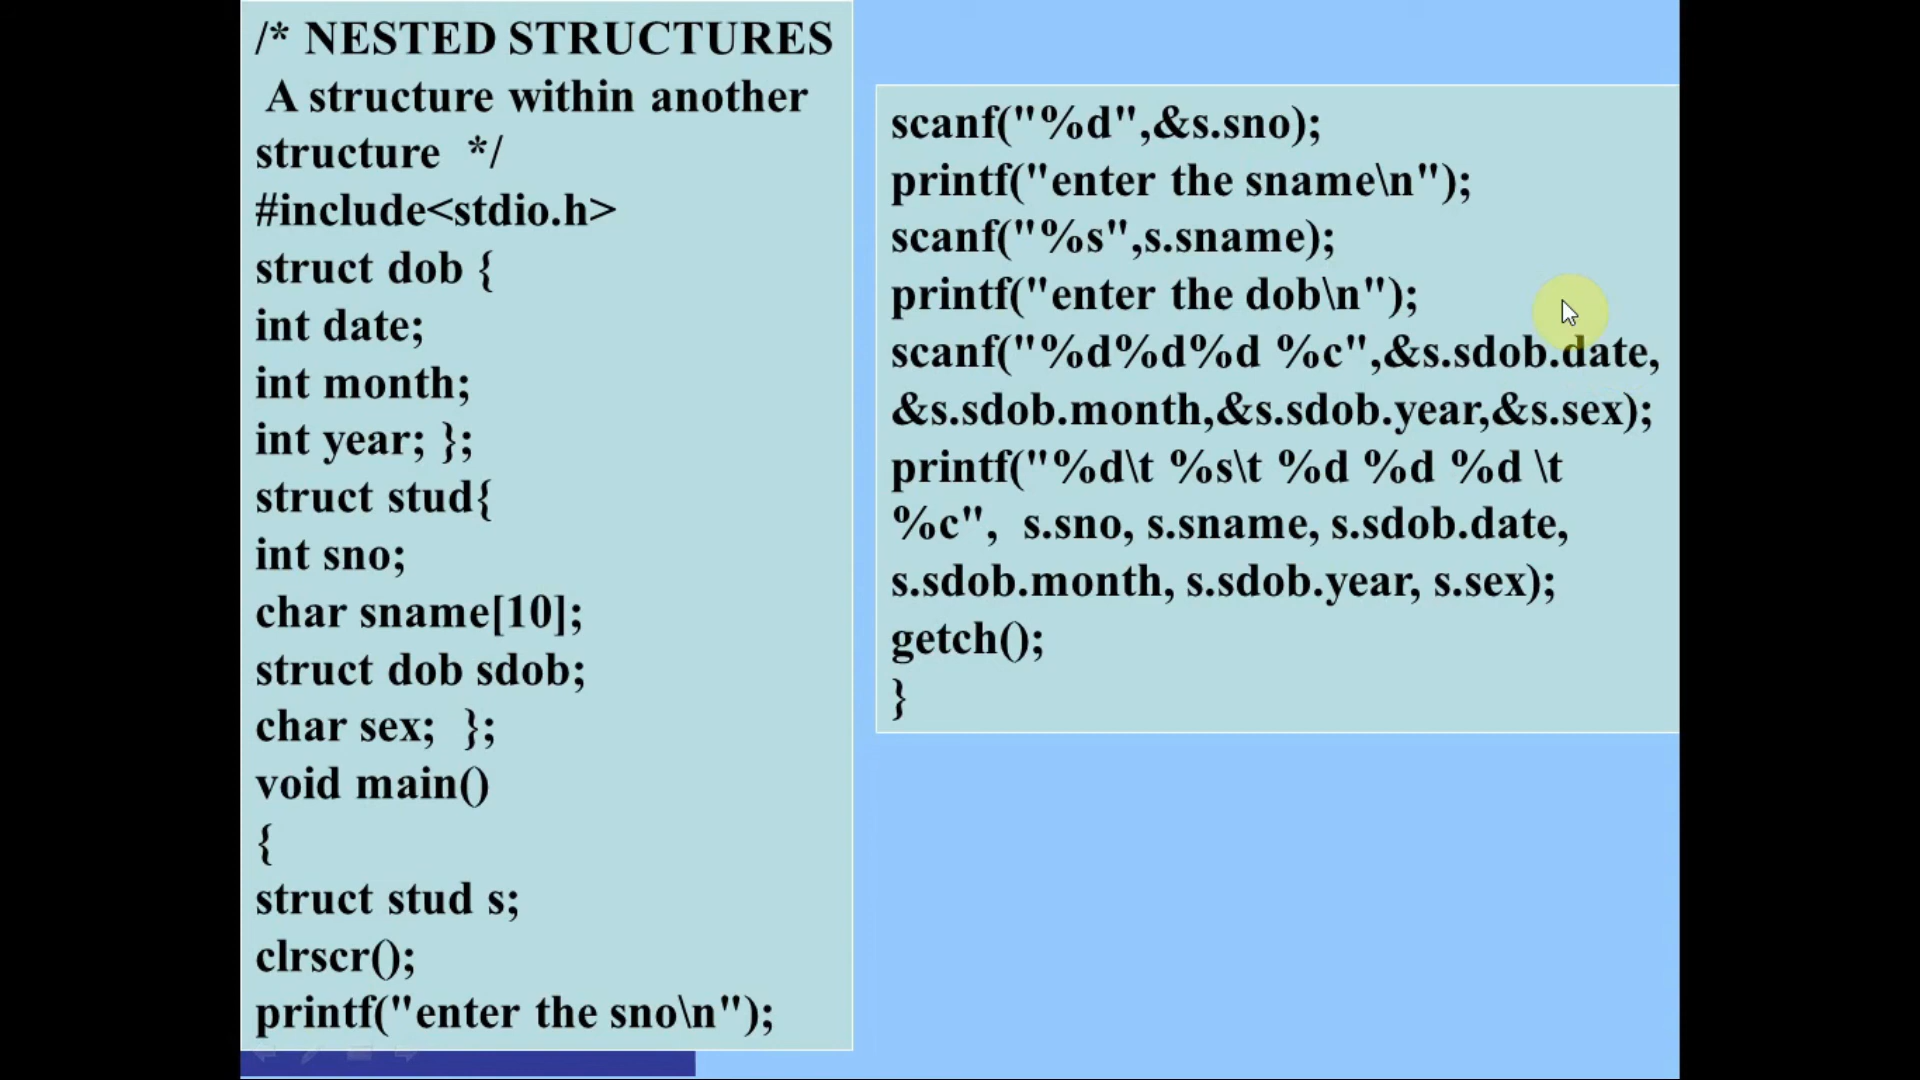 /* NESTED STRUCTURES
A structure within another
structure */
#include<stdio.h>
struct dob {
int date;
int month;
int year; };
struct stud{
int sno;
char sname[10];
struct dob sdob;
char sex; };
void main()
{
struct stud s;
clrscr();
printf("enter the sno\n");
scanf("%d",&s.sno);
printf("enter the sname\n");
scanf("%s",s.sname);
printf("enter the dob\n");
scanf("%d%d%d %c",&s.sdob.date,
&s.sdob.month,&s.sdob.year,&s.sex);
printf("%d\t %s\t %d %d %d \t
%c", s.sno, s.sname, s.sdob.date,
s.sdob.month, s.sdob.year, s.sex);
getch();
}